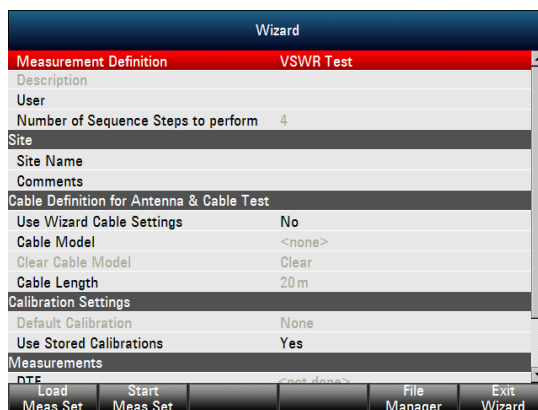 Wizard
Measurement Definition VSWR Test
Description
User
Number of Sequence Steps to perform 4
Site
Site Name
Comments
Cable Definition for Antenna & Cable Test
Use Wizard Cable Settings No
Cable Model <none>
Clear Cable Model Clear
Cable Length 20 m
Calibration Settings
Default Calibration None
Use Stored Calibrations Yes
Measurements
DTF <not done>
Load Meas Set
Start Meas Set
File Manager
Exit Wizard